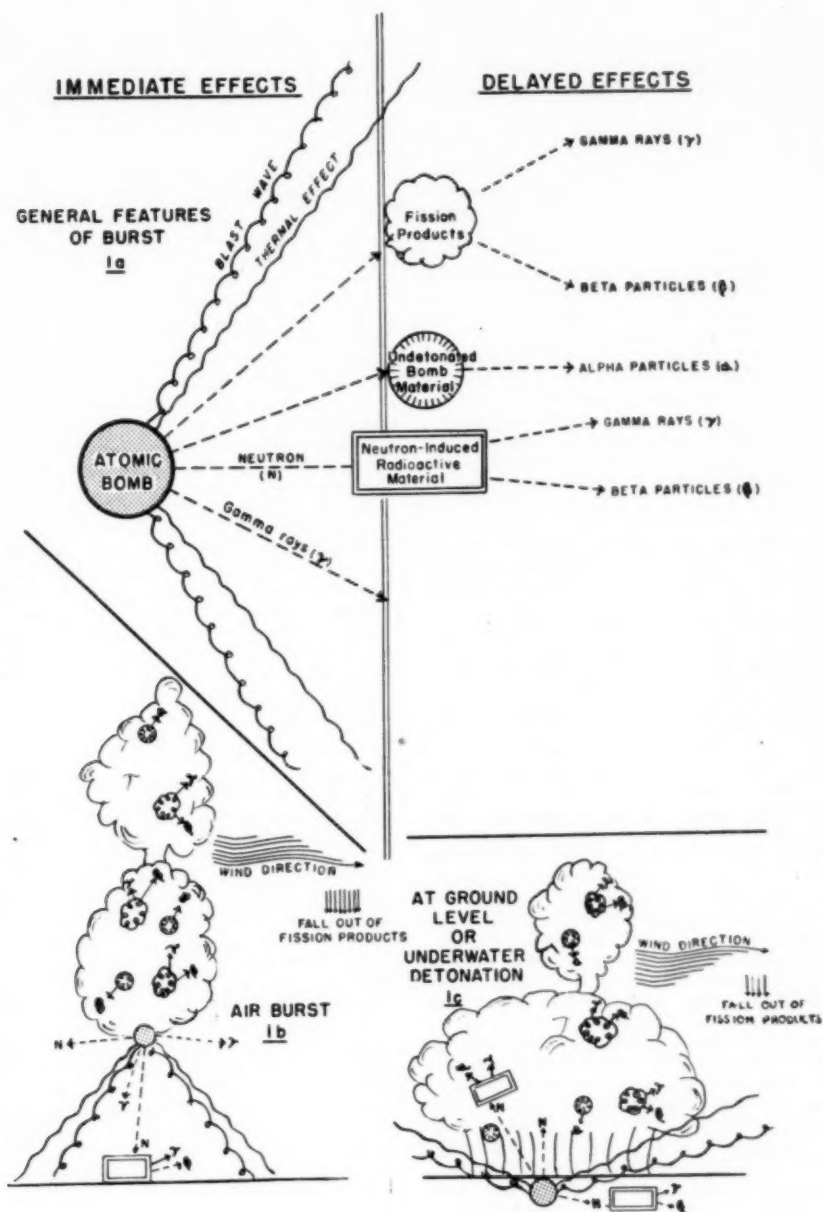 IMMEDIATE EFFECTS
DELAYED EFFECTS
GENERAL FEATURES
OF BURST
1a
BLAST WAVE
THERMAL EFFECT
GAMMA RAYS (γ)
Fission
Products
BETA PARTICLES (β)
Undetonated
Bomb
Material
ALPHA PARTICLES (α)
ATOMIC
BOMB
NEUTRON
(N)
Neutron-Induced
Radioactive
Material
GAMMA RAYS (γ)
BETA PARTICLES (β)
Gamma rays (γ)
WIND DIRECTION
FALL OUT OF
FISSION PRODUCTS
AIR BURST
1b
N
γ
γ
N
γ
β
AT GROUND
LEVEL
OR
UNDERWATER
DETONATION
1c
WIND DIRECTION
FALL OUT OF
FISSION PRODUCTS
N
N
N
γ
β